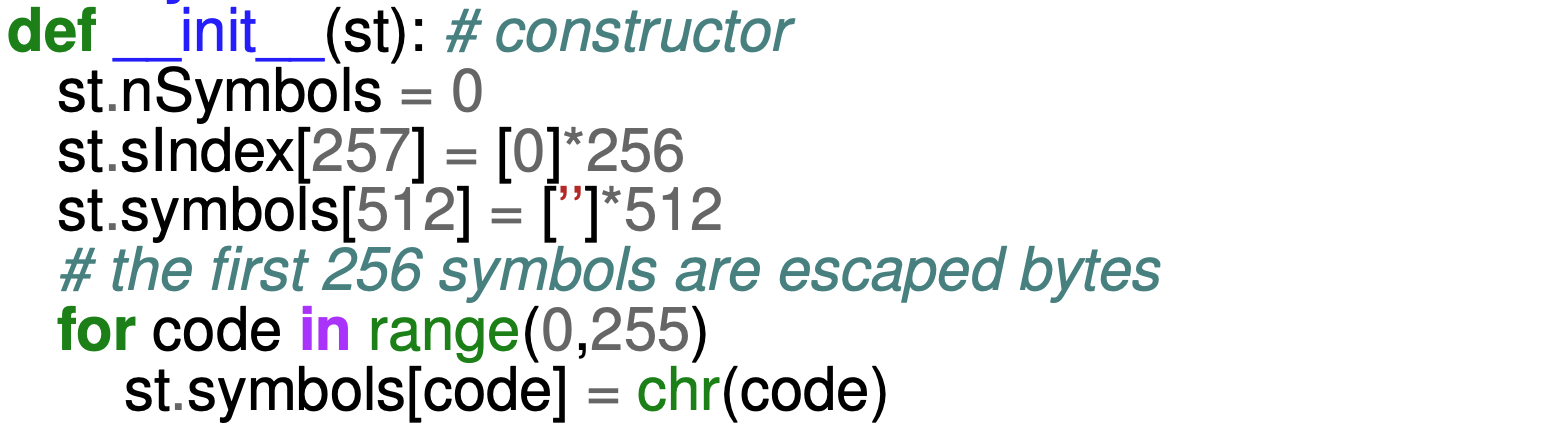 def __init__(st): # constructor
st.nSymbols = 0
st.sIndex[257] = [0]*256
st.symbols[512] = [’’]*512
# the first 256 symbols are escaped bytes
for code in range(0,255)
st.symbols[code] = chr(code)